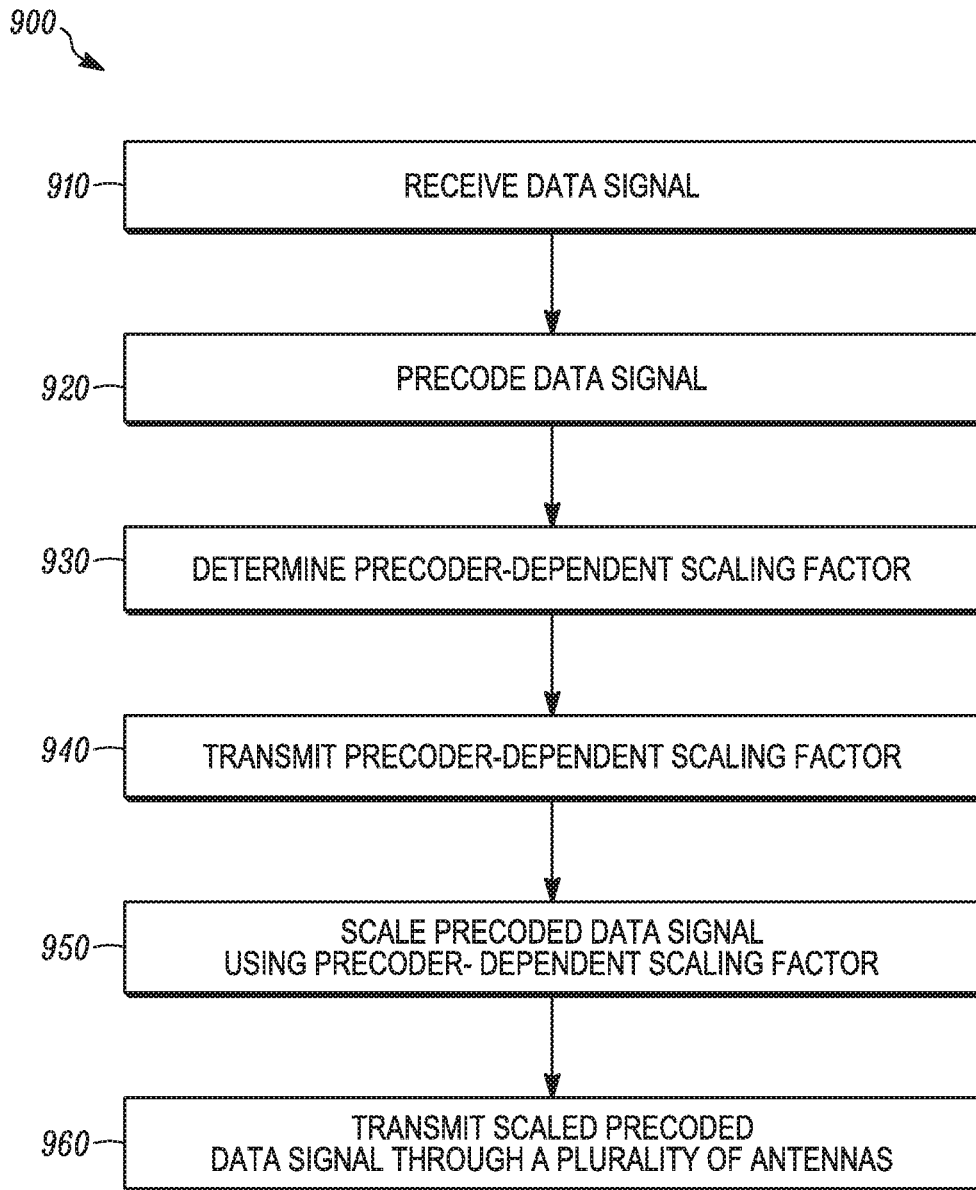 900
910
RECEIVE DATA SIGNAL
920
PRECODE DATA SIGNAL
930
DETERMINE PRECODER-DEPENDENT SCALING FACTOR
940
TRANSMIT PRECODER-DEPENDENT SCALING FACTOR
950
SCALE PRECODED DATA SIGNAL
USING PRECODER- DEPENDENT SCALING FACTOR
960
TRANSMIT SCALED PRECODED
DATA SIGNAL THROUGH A PLURALITY OF ANTENNAS